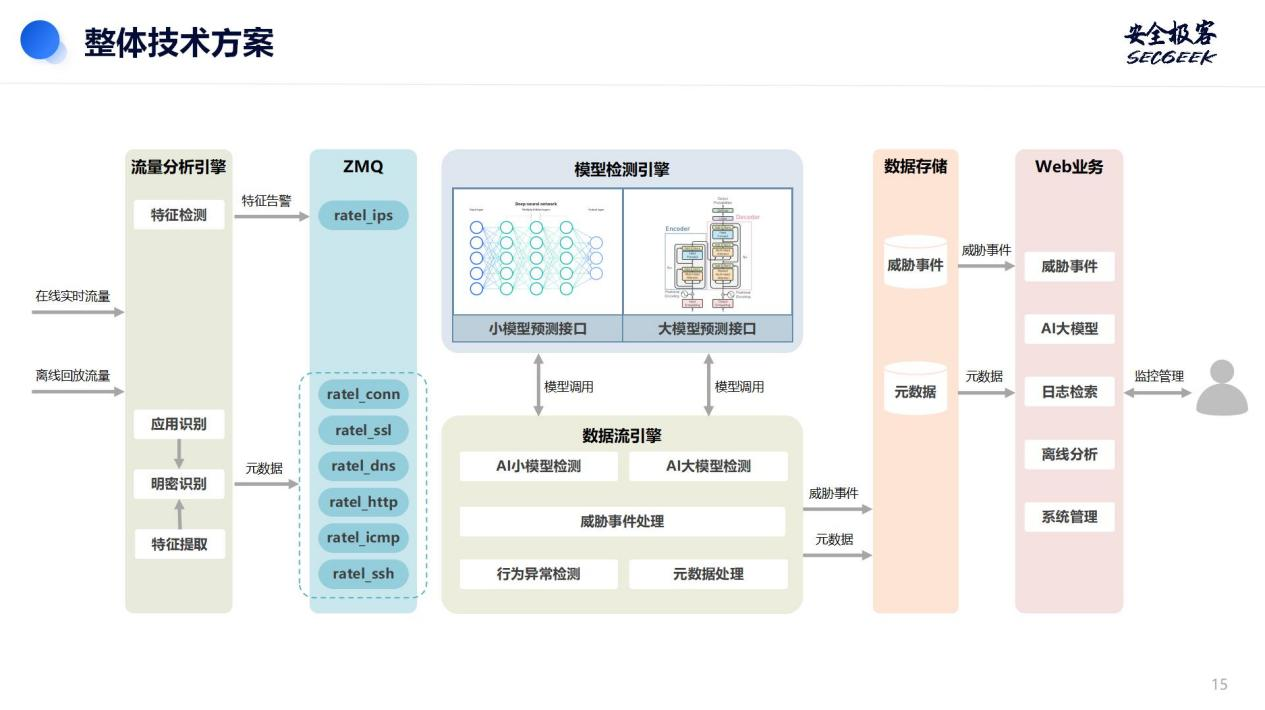 整体技术方案
安全极客
SECGEEK
流量分析引擎
特征检测
应用识别
明密识别
特征提取
在线实时流量
离线回放流量
特征告警
元数据
ZMQ
ratel_ips
ratel_conn
ratel_ssl
ratel_dns
ratel_http
ratel_icmp
ratel_ssh
模型检测引擎
Deep neural network
Encoder
Decoder
小模型预测接口
大模型预测接口
模型调用
模型调用
数据流引擎
AI小模型检测
AI大模型检测
威胁事件处理
行为异常检测
元数据处理
威胁事件
元数据
数据存储
威胁事件
元数据
威胁事件
元数据
Web业务
威胁事件
AI大模型
日志检索
离线分析
系统管理
监控管理
15